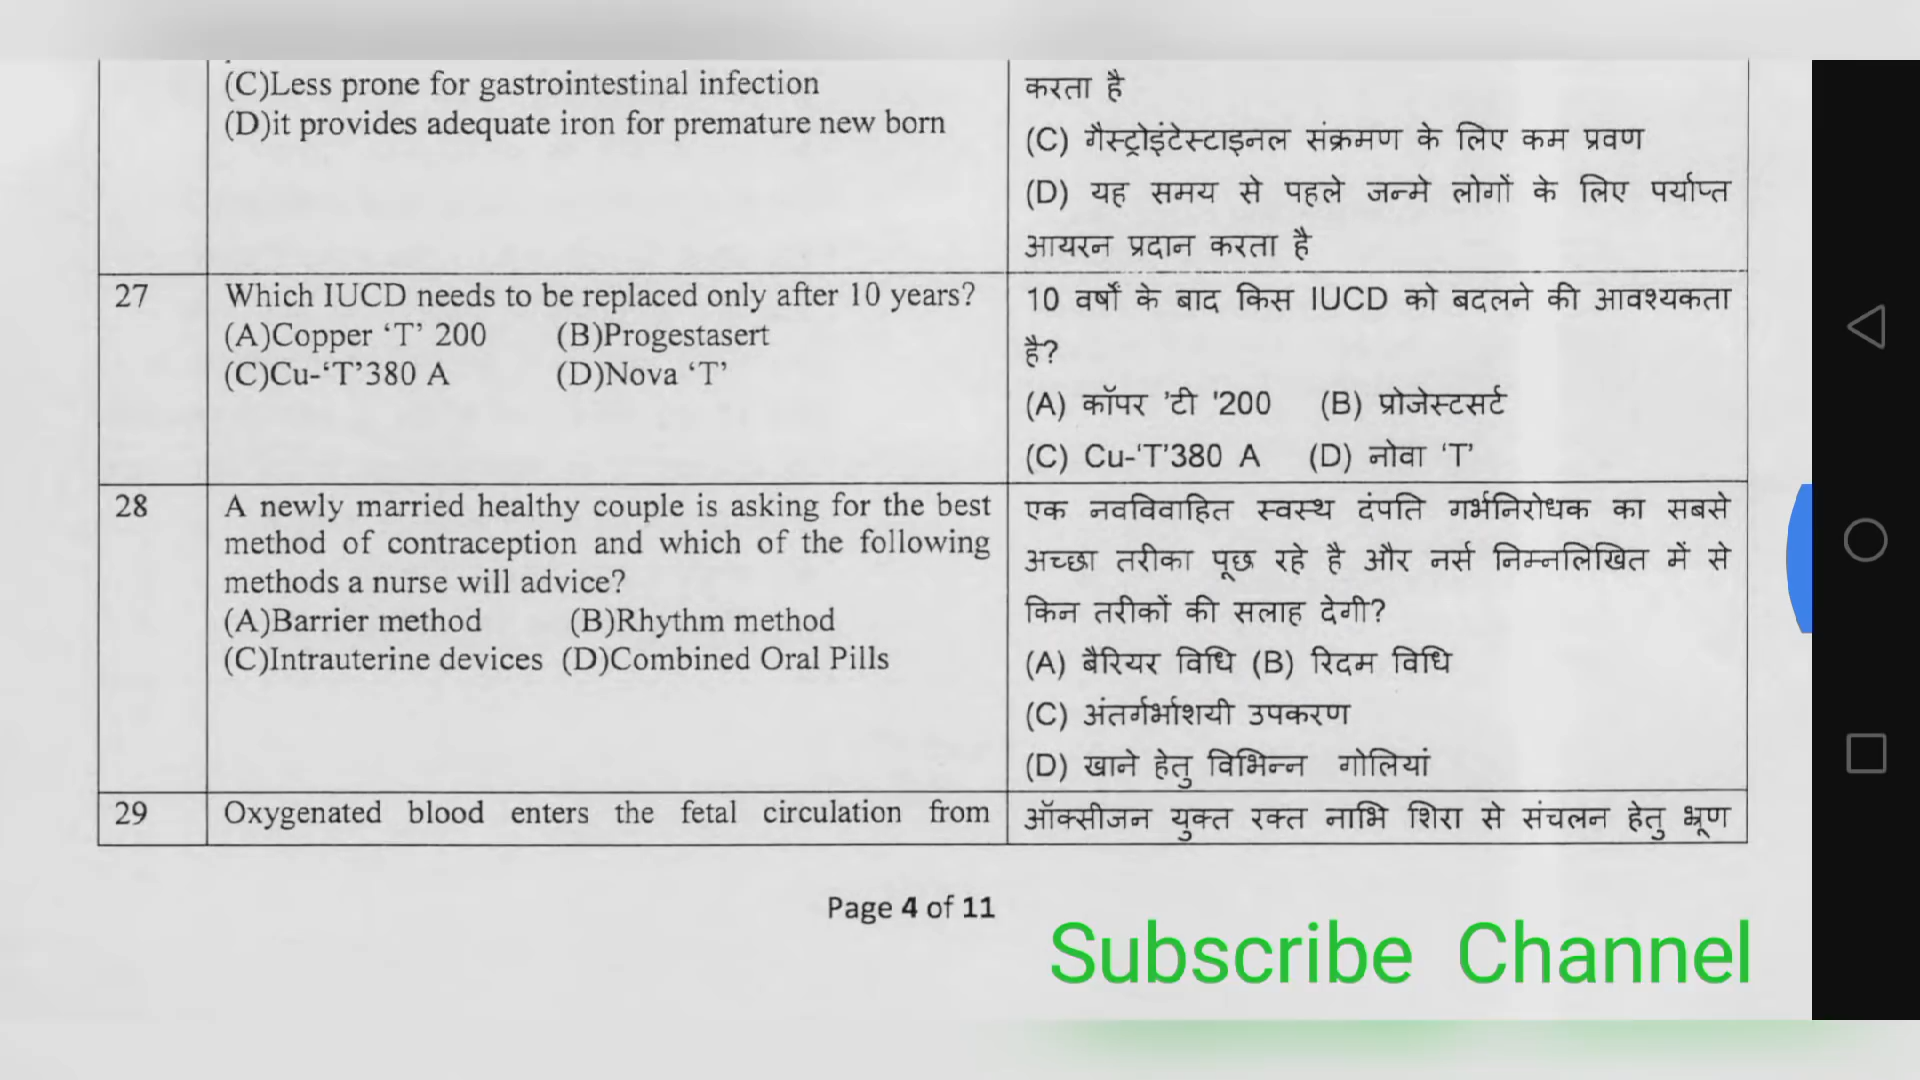 (C)Less prone for gastrointestinal infection
(D)it provides adequate iron for premature new born
करता है
(C) गैस्ट्रोइंटेस्टाइनल संक्रमण के लिए कम प्रवण
(D) यह समय से पहले जन्मे लोगों के लिए पर्याप्त
आयरन प्रदान करता है
27
Which IUCD needs to be replaced only after 10 years?
(A)Copper ‘T’ 200 (B)Progestasert
(C)Cu-‘T’380 A (D)Nova ‘T’
10 वर्षों के बाद किस IUCD को बदलने की आवश्यकता
है?
(A) कॉपर 'टी '200 (B) प्रोजेस्टसर्ट
(C) Cu-‘T’380 A (D) नोवा ‘T’
28
A newly married healthy couple is asking for the best
method of contraception and which of the following
methods a nurse will advice?
(A)Barrier method (B)Rhythm method
(C)Intrauterine devices (D)Combined Oral Pills
एक नवविवाहित स्वस्थ दंपति गर्भनिरोधक का सबसे
अच्छा तरीका पूछ रहे है और नर्स निम्नलिखित में से
किन तरीकों की सलाह देगी?
(A) बैरियर विधि (B) रिदम विधि
(C) अंतर्गर्भाशयी उपकरण
(D) खाने हेतु विभिन्न गोलियां
29
Oxygenated blood enters the fetal circulation from
ऑक्सीजन युक्त रक्त नाभि शिरा से संचलन हेतु भ्रूण
Page 4 of 11
Subscribe Channel